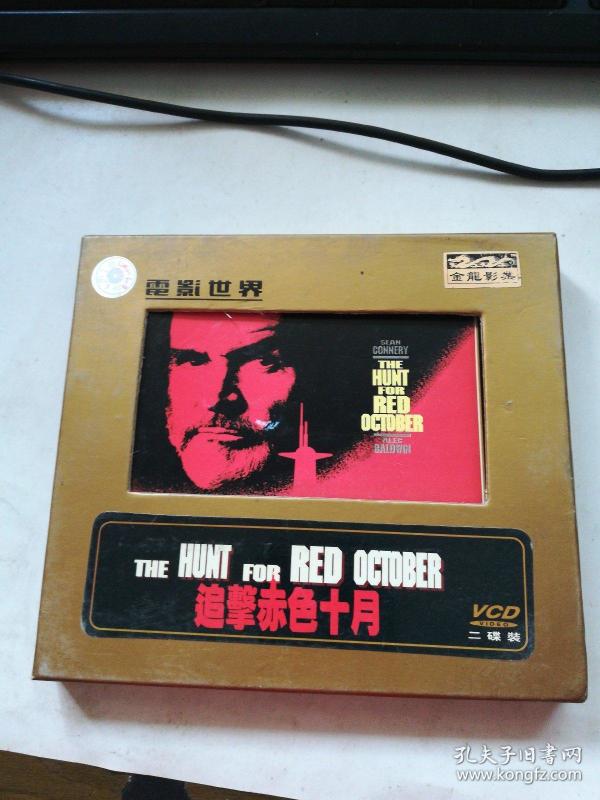 電影世界
金龍影業
SEAN
CONNERY
THE
HUNT
FOR
RED
OCTOBER
ALEC
BALDWIN
THE HUNT FOR RED OCTOBER
追擊赤色十月
VCD
VIDEO
二碟裝
孔夫子旧书网
www.kongfz.com